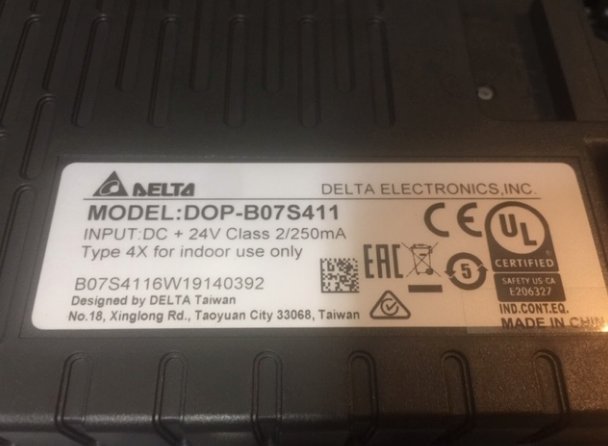 DELTA
DELTA ELECTRONICS,INC.
MODEL:DOP-B07S411
INPUT:DC + 24V Class 2/250mA
Type 4X for indoor use only
B07S4116W19140392
Designed by DELTA Taiwan
No.18, Xinglong Rd., Taoyuan City 33068, Taiwan
EAC
5
CE
UL
CERTIFIED
SAFETY US-CA
E206327
IND.CONT.EQ.
MADE IN CHIN